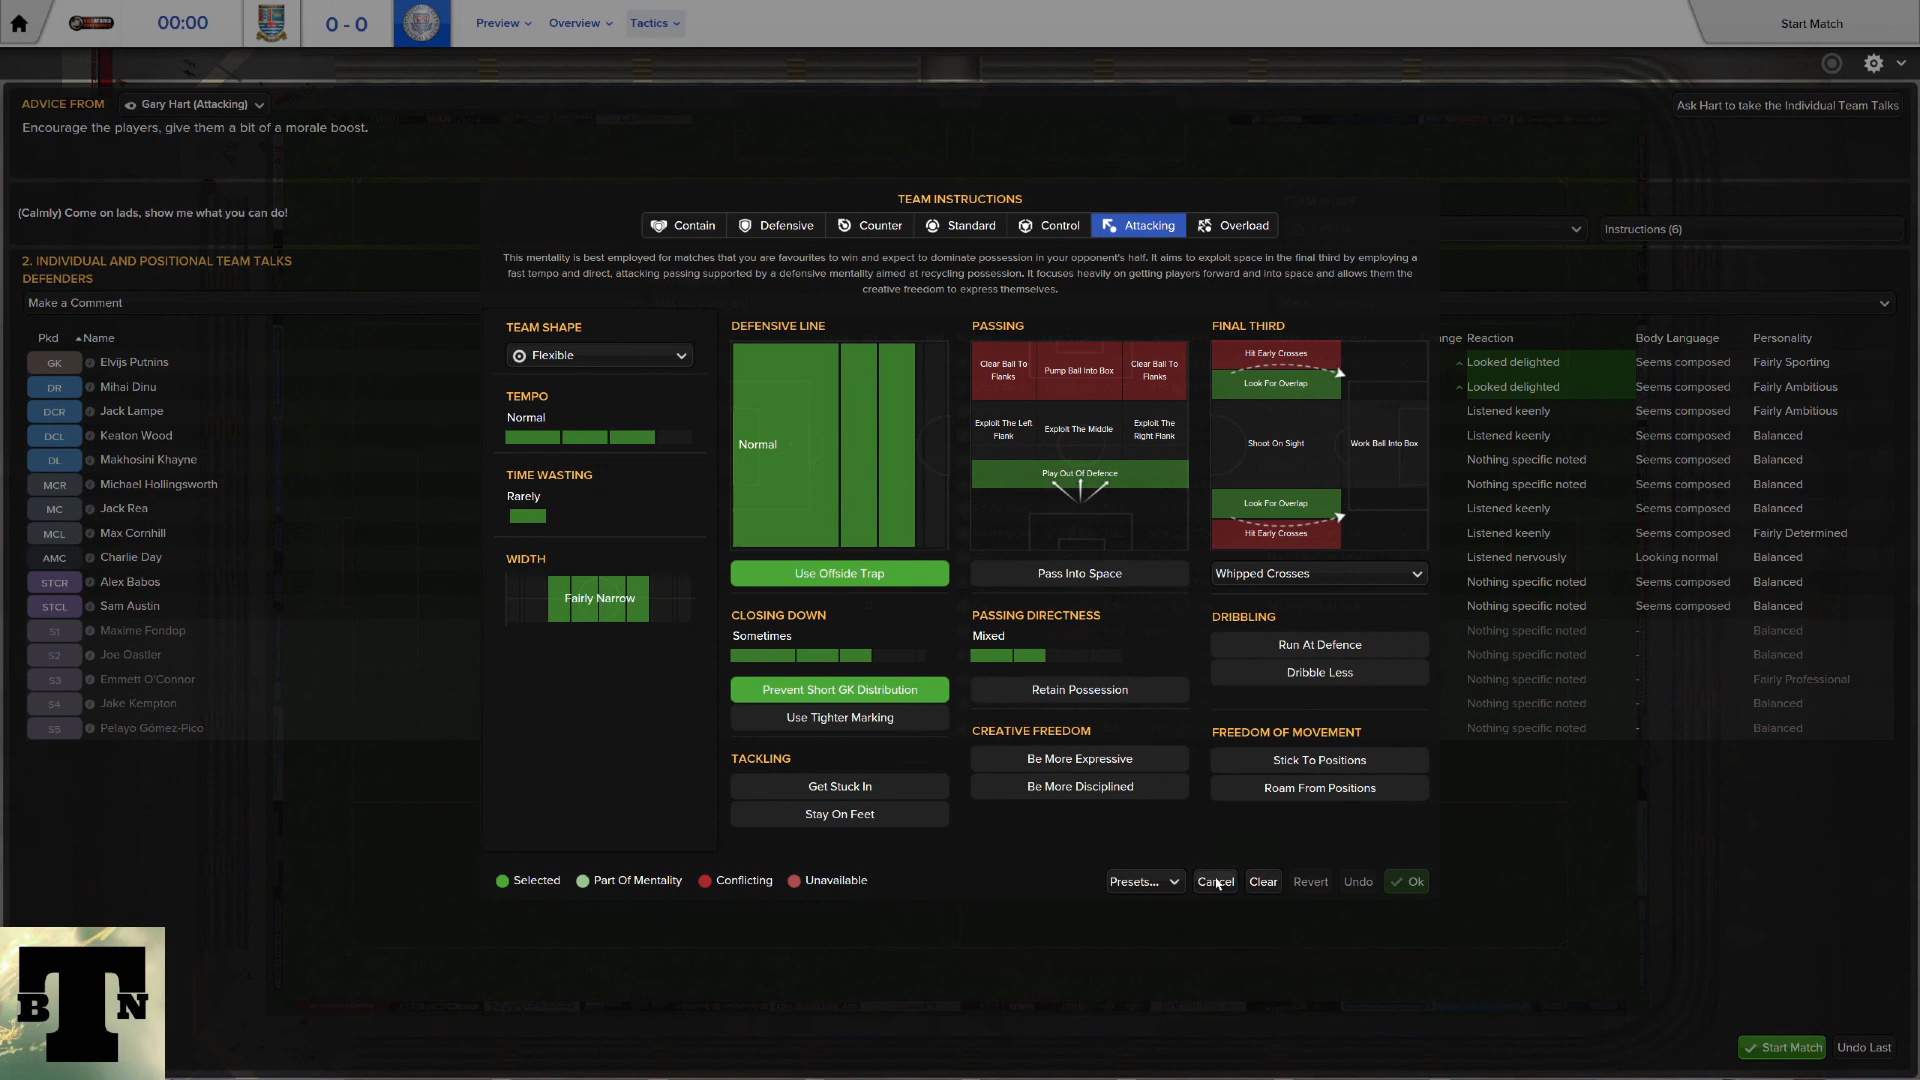 00:00
0 - 0
Preview
Overview
Tactics
Start Match
ADVICE FROM
Gary Hart (Attacking)
Ask Hart to take the Individual Team Talks
Encourage the players, give them a bit of a morale boost.
(Calmly) Come on lads, show me what you can do!
2. INDIVIDUAL AND POSITIONAL TEAM TALKS
DEFENDERS
Make a Comment
Pkd Name
GK Elvijs Putnins
DR Mihai Dinu
DCR Jack Lampe
DCL Keaton Wood
DL Makhosini Khayne
MCR Michael Hollingsworth
MC Jack Rea
MCL Max Cornhill
AMC Charlie Day
STCR Alex Babos
STCL Sam Austin
S1 Maxime Fondop
S2 Joe Oastler
S3 Emmett O'Connor
S4 Jake Kempton
S5 Pelayo Gómez-Pico
TEAM INSTRUCTIONS
Contain
Defensive
Counter
Standard
Control
Attacking
Overload
This mentality is best employed for matches that you are favourites to win and expect to dominate possession in your opponent's half. It aims to exploit space in the final third by employing a
fast tempo and direct, attacking passing supported by a defensive mentality aimed at recycling possession. It focuses heavily on getting players forward and into space and allows them the
creative freedom to express themselves.
TEAM SHAPE
Flexible
TEMPO
Normal
TIME WASTING
Rarely
WIDTH
Fairly Narrow
DEFENSIVE LINE
Normal
Use Offside Trap
CLOSING DOWN
Sometimes
Prevent Short GK Distribution
Use Tighter Marking
TACKLING
Get Stuck In
Stay On Feet
PASSING
Clear Ball To
Flanks
Pump Ball Into Box
Clear Ball To
Flanks
Exploit The Left
Flank
Exploit The Middle
Exploit The
Right Flank
Play Out Of Defence
Pass Into Space
PASSING DIRECTNESS
Mixed
Retain Possession
CREATIVE FREEDOM
Be More Expressive
Be More Disciplined
FINAL THIRD
Hit Early Crosses
Look For Overlap
Shoot On Sight
Work Ball Into Box
Look For Overlap
Hit Early Crosses
Whipped Crosses
DRIBBLING
Run At Defence
Dribble Less
FREEDOM OF MOVEMENT
Stick To Positions
Roam From Positions
Selected
Part Of Mentality
Conflicting
Unavailable
Presets...
Cancel
Clear
Revert
Undo
Ok
Instructions (6)
nge Reaction Body Language Personality
Looked delighted Seems composed Fairly Sporting
Looked delighted Seems composed Fairly Ambitious
Listened keenly Seems composed Fairly Ambitious
Listened keenly Seems composed Balanced
Nothing specific noted Seems composed Balanced
Nothing specific noted Seems composed Balanced
Listened keenly Seems composed Balanced
Listened keenly Seems composed Fairly Determined
Listened nervously Looking normal Balanced
Nothing specific noted Seems composed Balanced
Nothing specific noted Seems composed Balanced
Nothing specific noted - Balanced
Nothing specific noted - Balanced
Nothing specific noted - Fairly Professional
Nothing specific noted - Balanced
Nothing specific noted - Balanced
Start Match
Undo Last
BTN